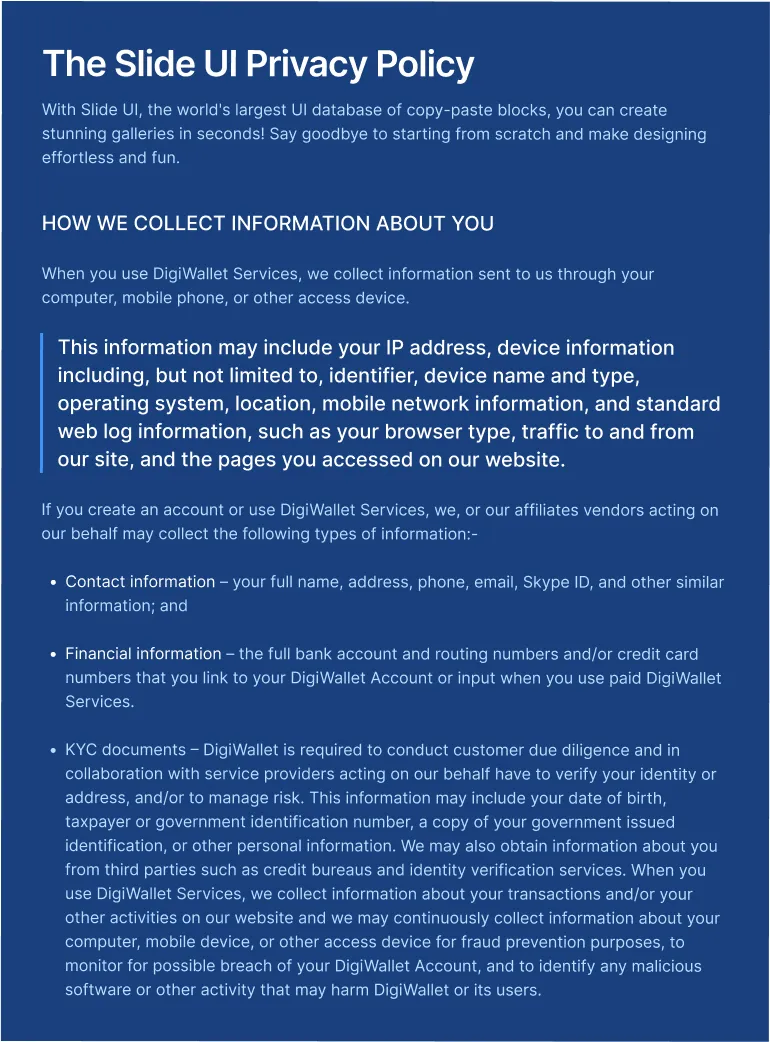 The Slide UI Privacy Policy
With Slide UI, the world's largest UI database of copy-paste blocks, you can create
stunning galleries in seconds! Say goodbye to starting from scratch and make designing
effortless and fun.
HOW WE COLLECT INFORMATION ABOUT YOU
When you use DigiWallet Services, we collect information sent to us through your
computer, mobile phone, or other access device.
This information may include your IP address, device information
including, but not limited to, identifier, device name and type,
operating system, location, mobile network information, and standard
web log information, such as your browser type, traffic to and from
our site, and the pages you accessed on our website.
If you create an account or use DigiWallet Services, we, or our affiliates vendors acting on
our behalf may collect the following types of information:-
• Contact information – your full name, address, phone, email, Skype ID, and other similar
information; and
• Financial information – the full bank account and routing numbers and/or credit card
numbers that you link to your DigiWallet Account or input when you use paid DigiWallet
Services.
• KYC documents – DigiWallet is required to conduct customer due diligence and in
collaboration with service providers acting on our behalf have to verify your identity or
address, and/or to manage risk. This information may include your date of birth,
taxpayer or government identification number, a copy of your government issued
identification, or other personal information. We may also obtain information about you
from third parties such as credit bureaus and identity verification services. When you
use DigiWallet Services, we collect information about your transactions and/or your
other activities on our website and we may continuously collect information about your
computer, mobile device, or other access device for fraud prevention purposes, to
monitor for possible breach of your DigiWallet Account, and to identify any malicious
software or other activity that may harm DigiWallet or its users.